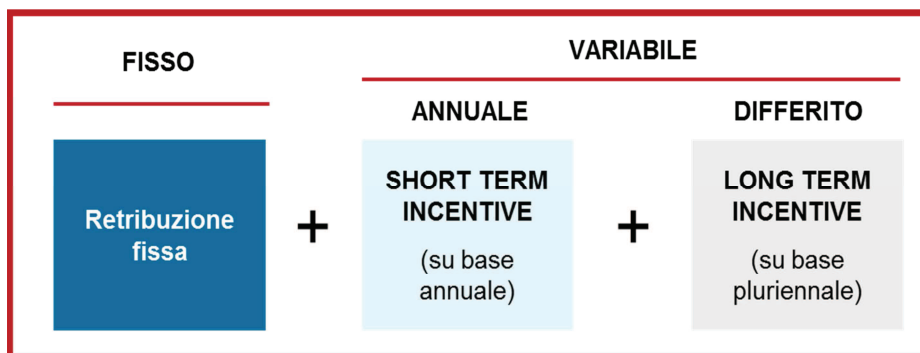 FISSO
VARIABILE
ANNUALE
DIFFERITO
Retribuzione
fissa
+
SHORT TERM
INCENTIVE
(su base
annuale)
+
LONG TERM
INCENTIVE
(su base
pluriennale)